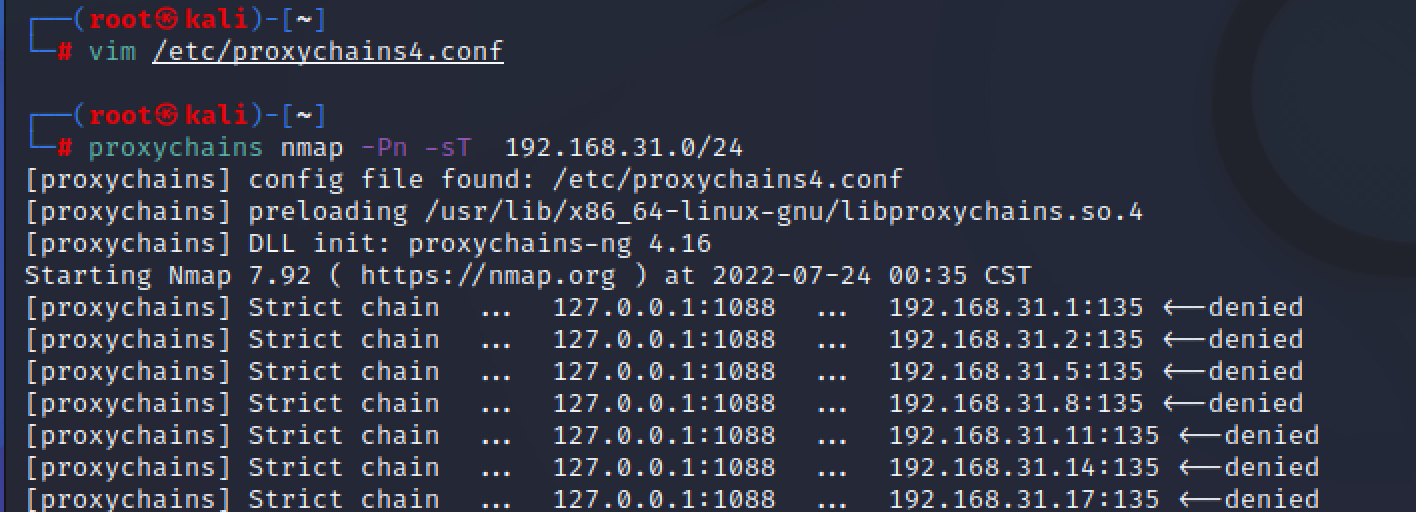 ┌──(root㉿kali)-[~]
└─# vim /etc/proxychains4.conf
┌──(root㉿kali)-[~]
└─# proxychains nmap -Pn -sT  192.168.31.0/24
[proxychains] config file found: /etc/proxychains4.conf
[proxychains] preloading /usr/lib/x86_64-linux-gnu/libproxychains.so.4
[proxychains] DLL init: proxychains-ng 4.16
Starting Nmap 7.92 ( https://nmap.org ) at 2022-07-24 00:35 CST
[proxychains] Strict chain  ...  127.0.0.1:1088  ...  192.168.31.1:135 <--denied
[proxychains] Strict chain  ...  127.0.0.1:1088  ...  192.168.31.2:135 <--denied
[proxychains] Strict chain  ...  127.0.0.1:1088  ...  192.168.31.5:135 <--denied
[proxychains] Strict chain  ...  127.0.0.1:1088  ...  192.168.31.8:135 <--denied
[proxychains] Strict chain  ...  127.0.0.1:1088  ...  192.168.31.11:135 <--denied
[proxychains] Strict chain  ...  127.0.0.1:1088  ...  192.168.31.14:135 <--denied
[proxychains] Strict chain  ...  127.0.0.1:1088  ...  192.168.31.17:135 <--denied